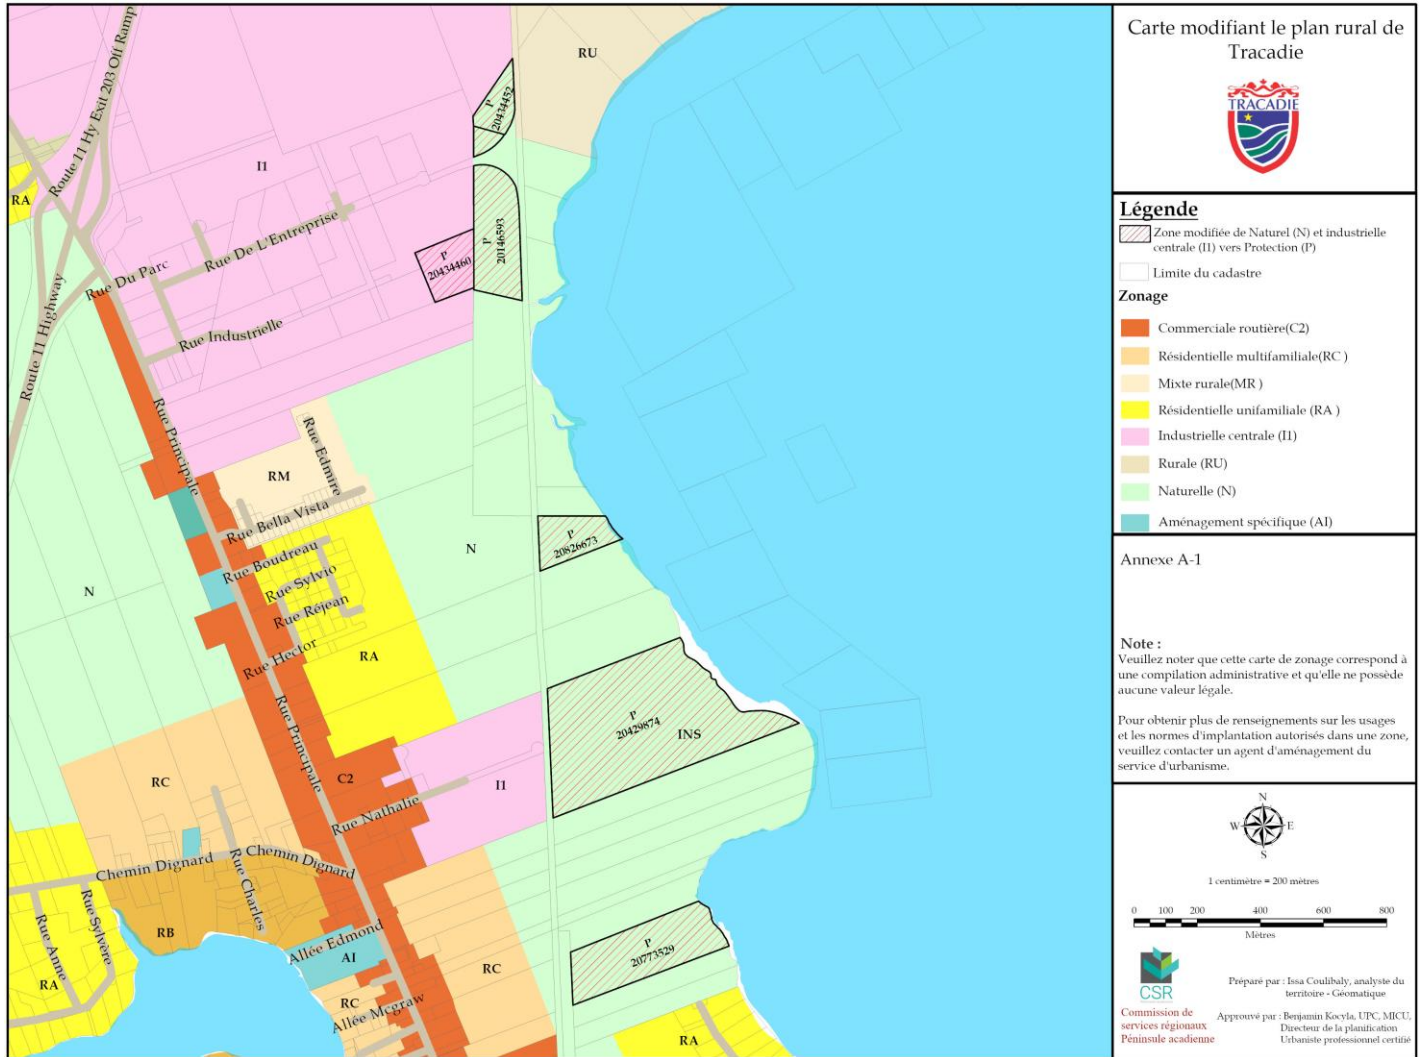 Carte modifiant le plan rural de
Tracadie
TRACADIE
Légende
Zone modifiée de Naturel (N) et industrielle
centrale (I1) vers Protection (P)
Limite du cadastre
Zonage
Commerciale routière(C2)
Résidentielle multifamiliale(RC )
Mixte rurale(MR )
Résidentielle unifamiliale (RA )
Industrielle centrale (I1)
Rurale (RU)
Naturelle (N)
Aménagement spécifique (AI)
Annexe A-1
Note :
Veuillez noter que cette carte de zonage correspond à
une compilation administrative et qu'elle ne possède
aucune valeur légale.
Pour obtenir plus de renseignements sur les usages
et les normes d'implantation autorisés dans une zone,
veuillez contacter un agent d'aménagement du
service d'urbanisme.
N
W E
S
1 centimètre = 200 mètres
0 100 200 400 600 800
Mètres
CSR
Commission de
services régionaux
Péninsule acadienne
Préparé par : Issa Coulibaly, analyste du
territoire - Géomatique
Approuvé par : Benjamin Kocyla, UPC, MICU,
Directeur de la planification
Urbaniste professionnel certifié
Route 11 Hy Exit 203 Off Ramp
RU
P
20434452
I1
RA
Rue De L'Entreprise
P
20146593
P
20434460
Rue Du Parc
Route 11 Highway
Rue Industrielle
Rue Principale
Rue Edmire
RM
Rue Bella Vista
N
P
20826673
Rue Boudreau
Rue Sylvio
N
Rue Réjean
Rue Hector
RA
Rue Principale
P
20429874
INS
RC
C2
I1
Rue Nathalie
Chemin Dignard
Chemin Dignard
Rue Charles
Rue Anne
Rue Sylvère
RB
Allée Edmond
AI
P
20773529
RC
RA
RC
Allée Mcgraw
RA